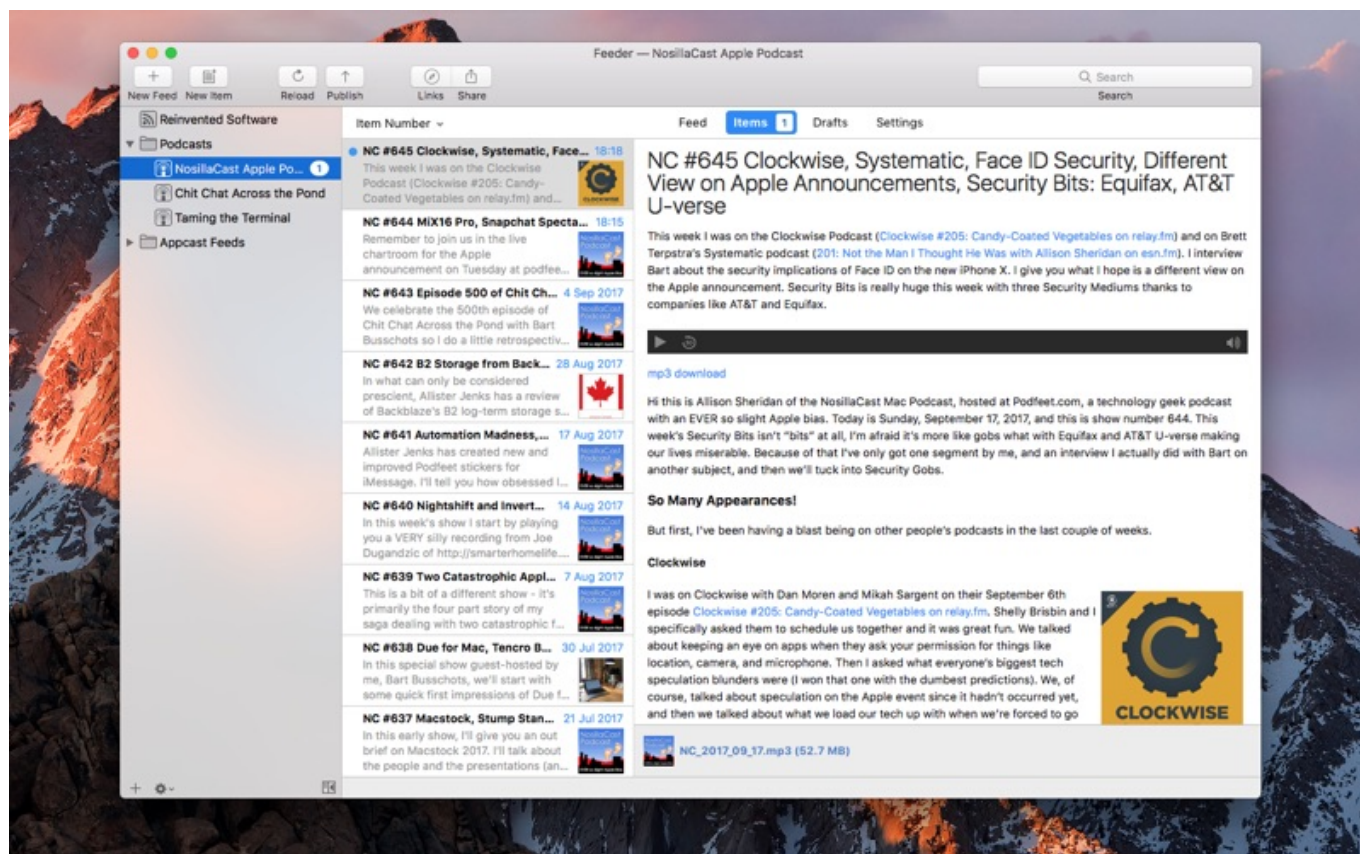 Feeder — NosillaCast Apple Podcast
New Feed New Item Reload Publish Links Share
Search
Search
Reinvented Software
Podcasts
NosillaCast Apple Po... 1
Chit Chat Across the Pond
Taming the Terminal
Appcast Feeds
Item Number
Feed Items 1 Drafts Settings
NC #645 Clockwise, Systematic, Face... 18:18
This week I was on the Clockwise
Podcast (Clockwise #205: Candy-
Coated Vegetables on relay.fm) and...
CLOCKWISE
NC #644 MiX16 Pro, Snapchat Specta... 18:15
Remember to join us in the live
chartroom for the Apple
announcement on Tuesday at podfee...
NosillaCast
Podcast
NC #643 Episode 500 of Chit Ch... 4 Sep 2017
We celebrate the 500th episode of
Chit Chat Across the Pond with Bart
Busschots so I do a little retrospectiv...
NosillaCast
Podcast
NC #642 B2 Storage from Back... 28 Aug 2017
In what can only be considered
prescient, Allister Jenks has a review
of Backblaze's B2 log-term storage s...
NC #641 Automation Madness,... 17 Aug 2017
Allister Jenks has created new and
improved Podfeet stickers for
iMessage. I'll tell you how obsessed I...
NosillaCast
Podcast
NC #640 Nightshift and Invert... 14 Aug 2017
In this week's show I start by playing
you a VERY silly recording from Joe
Dugandzic of http://smarterhomelife....
NosillaCast
Podcast
NC #639 Two Catastrophic Appl... 7 Aug 2017
This is a bit of a different show - it's
primarily the four part story of my
saga dealing with two catastrophic f...
NosillaCast
Podcast
NC #638 Due for Mac, Tencro B... 30 Jul 2017
In this special show guest-hosted by
me, Bart Busschots, we'll start with
some quick first impressions of Due f...
NC #637 Macstock, Stump Stan... 21 Jul 2017
In this early show, I'll give you an out
brief on Macstock 2017. I'll talk about
the people and the presentations (an...
NosillaCast
Podcast
NC #645 Clockwise, Systematic, Face ID Security, Different
View on Apple Announcements, Security Bits: Equifax, AT&T
U-verse
This week I was on the Clockwise Podcast (Clockwise #205: Candy-Coated Vegetables on relay.fm) and on Brett
Terpstra's Systematic podcast (201: Not the Man I Thought He Was with Allison Sheridan on esn.fm). I interview
Bart about the security implications of Face ID on the new iPhone X. I give you what I hope is a different view on
the Apple announcement. Security Bits is really huge this week with three Security Mediums thanks to
companies like AT&T and Equifax.
mp3 download
Hi this is Allison Sheridan of the NosillaCast Mac Podcast, hosted at Podfeet.com, a technology geek podcast
with an EVER so slight Apple bias. Today is Sunday, September 17, 2017, and this is show number 644. This
week's Security Bits isn't "bits" at all, I'm afraid it's more like gobs what with Equifax and AT&T U-verse making
our lives miserable. Because of that I've only got one segment by me, and an interview I actually did with Bart on
another subject, and then we'll tuck into Security Gobs.
So Many Appearances!
But first, I've been having a blast being on other people's podcasts in the last couple of weeks.
Clockwise
I was on Clockwise with Dan Moren and Mikah Sargent on their September 6th
episode Clockwise #205: Candy-Coated Vegetables on relay.fm. Shelly Brisbin and I
specifically asked them to schedule us together and it was great fun. We talked
about keeping an eye on apps when they ask your permission for things like
location, camera, and microphone. Then I asked what everyone's biggest tech
speculation blunders were (I won that one with the dumbest predictions). We, of
course, talked about speculation on the Apple event since it hadn't occurred yet,
and then we talked about what we load our tech up with when we're forced to go
CLOCKWISE
NC_2017_09_17.mp3 (52.7 MB)